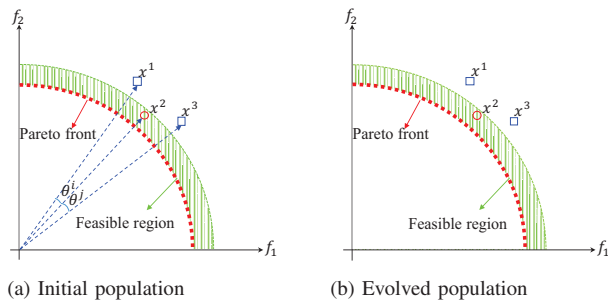 f₂
x¹
x²
x³
Pareto front
θⁱ
θʲ
Feasible region
f₁
(a) Initial population
f₂
x¹
x²
x³
Pareto front
Feasible region
f₁
(b) Evolved population